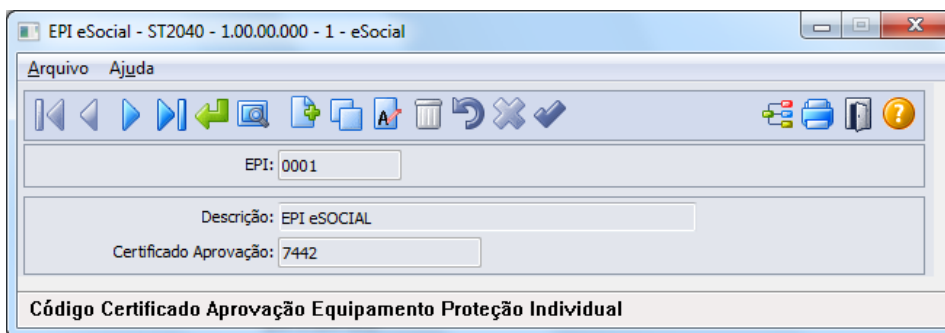 EPI eSocial - ST2040 - 1.00.00.000 - 1 - eSocial
Arquivo Ajuda
EPI: 0001
Descrição: EPI eSOCIAL
Certificado Aprovação: 7442
Código Certificado Aprovação Equipamento Proteção Individual